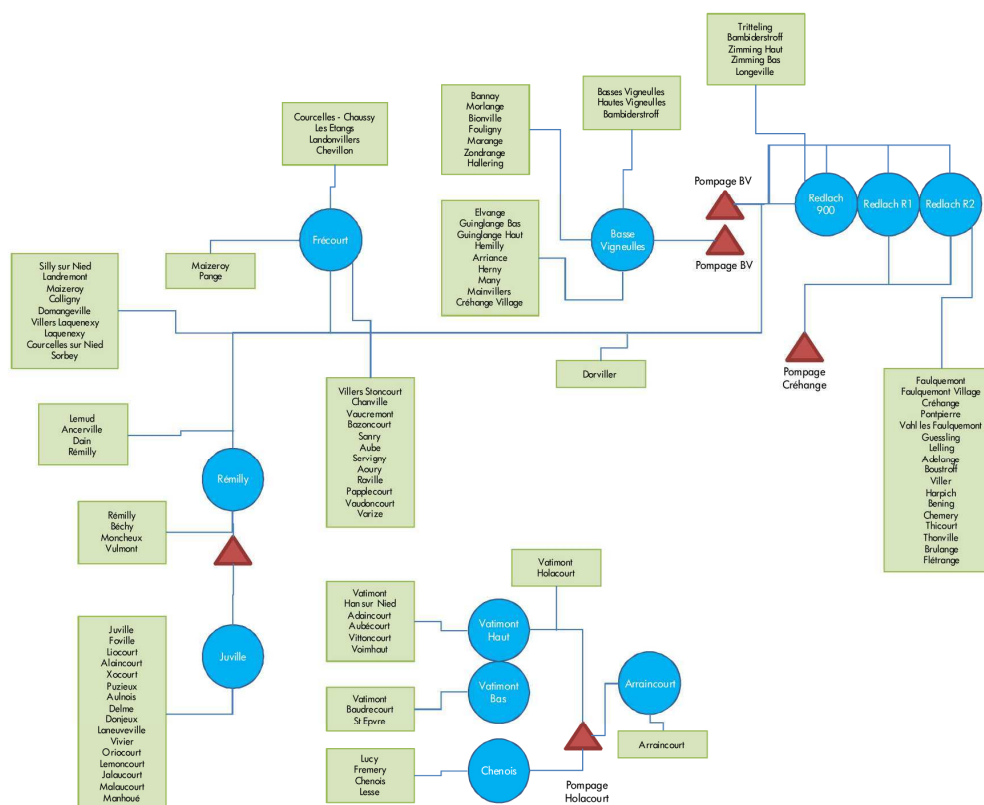 Tritteling
Bambiderstroff
Zimming Haut
Zimming Bas
Longeville
Bannay
Morlange
Bionville
Fouligny
Marange
Zondrange
Hallering
Basses Vigneulles
Hautes Vigneulles
Bambiderstroff
Courcelles - Chaussy
Les Etangs
Landonvillers
Chevillon
Pompage BV
Redlach
900
Redlach R1
Redlach R2
Elvange
Guinglange Bas
Guinglange Haut
Hemilly
Arriance
Herny
Many
Mainvillers
Créhange Village
Frécourt
Basse
Vigneulles
Pompage BV
Maizeroy
Pange
Silly sur Nied
Landremont
Maizeroy
Colligny
Domangeville
Villers Laquenexy
Laquenexy
Courcelles sur Nied
Sorbey
Dorviller
Pompage
Créhange
Villers Stoncourt
Chanville
Vaucremont
Bazoncourt
Sanry
Aube
Servigny
Aoury
Raville
Papplecourt
Vaudoncourt
Varize
Faulquemont
Faulquemont Village
Créhange
Pontpierre
Vahl les Faulquemont
Guessling
Lelling
Adelange
Boustroff
Viller
Harpich
Bening
Chemery
Thicourt
Thonville
Brulange
Flétrange
Lemud
Ancerville
Dain
Rémilly
Rémilly
Rémilly
Béchy
Moncheux
Vulmont
Vatimont
Holacourt
Vatimont
Han sur Nied
Adaincourt
Aubécourt
Vittoncourt
Voimhaut
Vatimont
Haut
Juville
Foville
Liocourt
Alaincourt
Xocourt
Puzieux
Aulnois
Delme
Donjeux
Laneuveville
Vivier
Oriocourt
Lemoncourt
Jalaucourt
Malaucourt
Manhoué
Juville
Vatimont
Baudrecourt
St Epvre
Vatimont
Bas
Arraincourt
Arraincourt
Lucy
Fremery
Chenois
Lesse
Chenois
Pompage
Holacourt